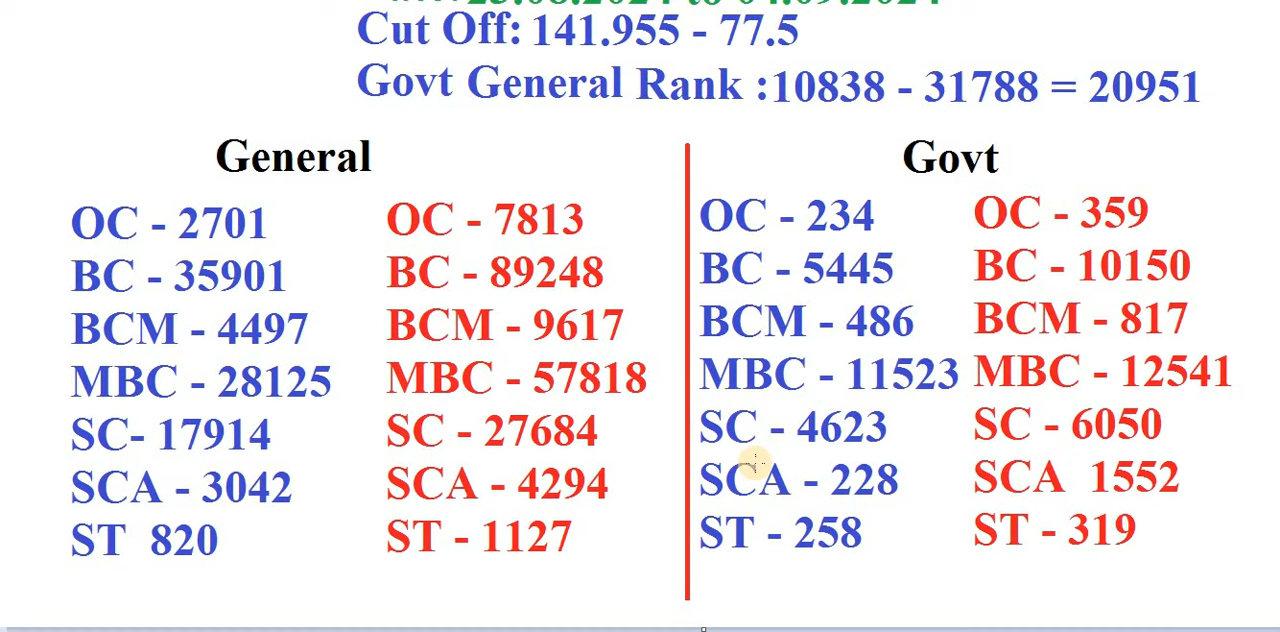 Cut Off: 141.955 - 77.5
Govt General Rank :10838 - 31788 = 20951
General
Govt
OC - 2701
BC - 35901
BCM - 4497
MBC - 28125
SC- 17914
SCA - 3042
ST 820
OC - 7813
BC - 89248
BCM - 9617
MBC - 57818
SC - 27684
SCA - 4294
ST - 1127
OC - 234
BC - 5445
BCM - 486
MBC - 11523
SC - 4623
SCA - 228
ST - 258
OC - 359
BC - 10150
BCM - 817
MBC - 12541
SC - 6050
SCA 1552
ST - 319